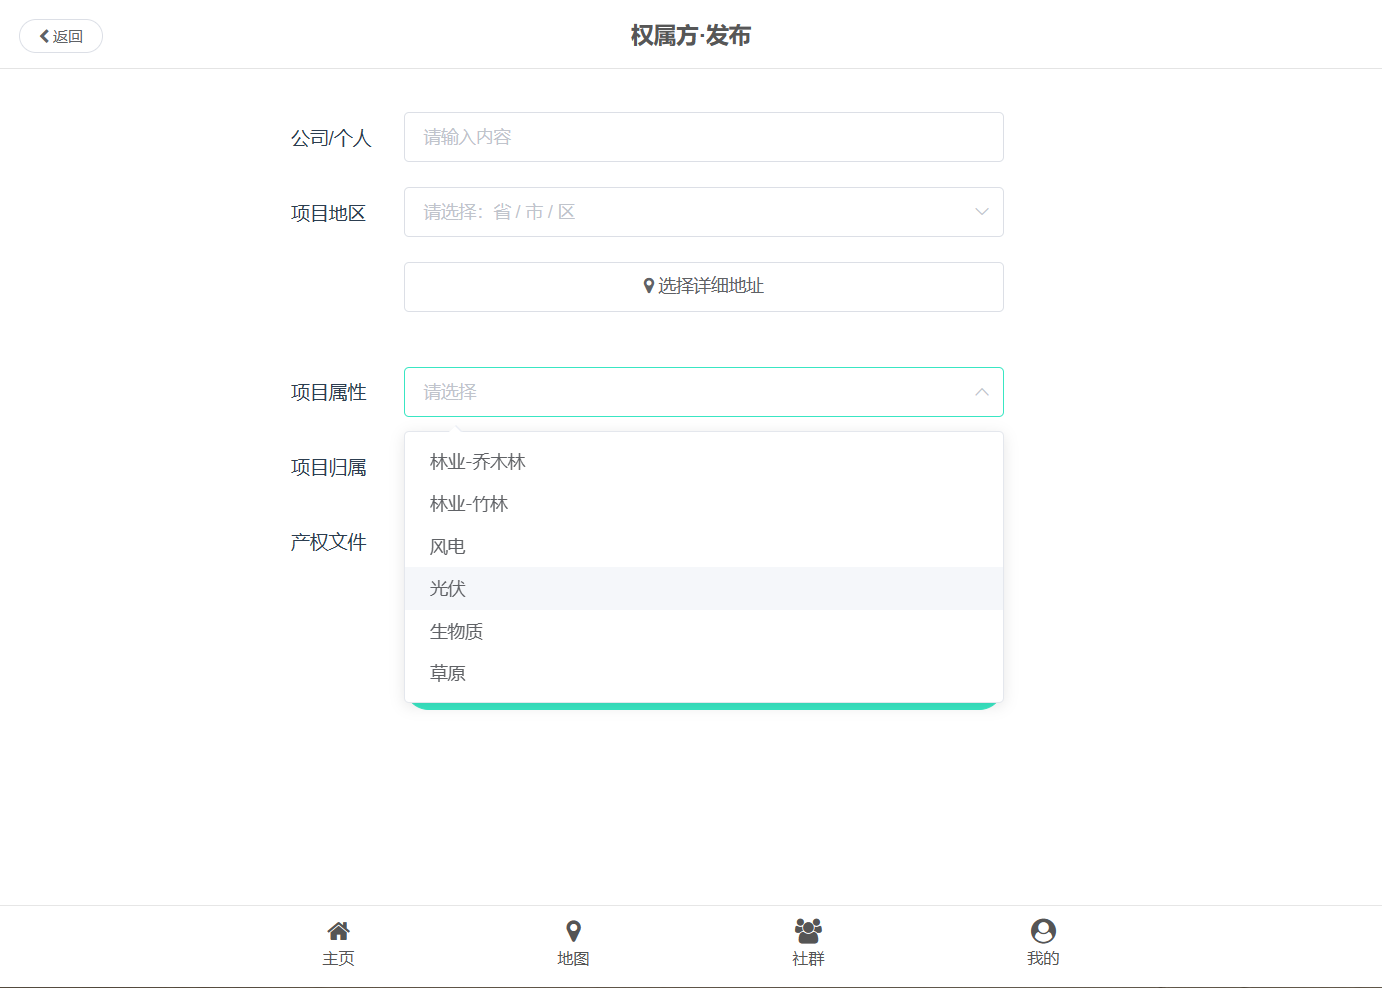 返回
权属方·发布
公司/个人
请输入内容
项目地区
请选择：省 / 市 / 区
选择详细地址
项目属性
请选择
项目归属
产权文件
林业-乔木林
林业-竹林
风电
光伏
生物质
草原
主页
地图
社群
我的